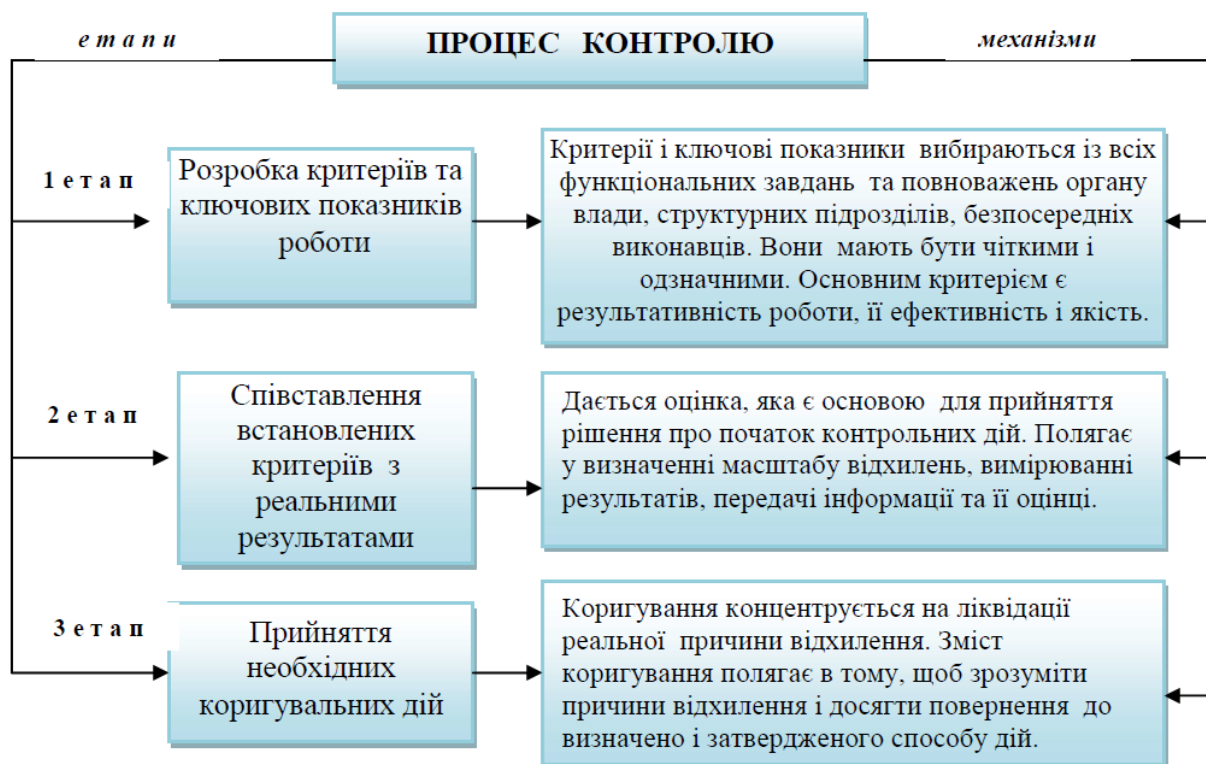 е т а п и
ПРОЦЕС КОНТРОЛЮ
механізми
1 е т а п
Розробка критеріїв та
ключових показників
роботи
Критерії і ключові показники вибираються із всіх
функціональних завдань та повноважень органу
влади, структурних підрозділів, безпосередніх
виконавців. Вони мають бути чіткими і
одзначними. Основним критерієм є
результативність роботи, її ефективність і якість.
2 е т а п
Співставлення
встановлених
критеріїв з
реальними
результатами
Дається оцінка, яка є основою для прийняття
рішення про початок контрольних дій. Полягає
у визначенні масштабу відхилень, вимірюванні
результатів, передачі інформації та її оцінці.
3 е т а п
Прийняття
необхідних
коригувальних дій
Коригування концентрується на ліквідації
реальної причини відхилення. Зміст
коригування полягає в тому, щоб зрозуміти
причини відхилення і досягти повернення до
визначено і затвердженого способу дій.